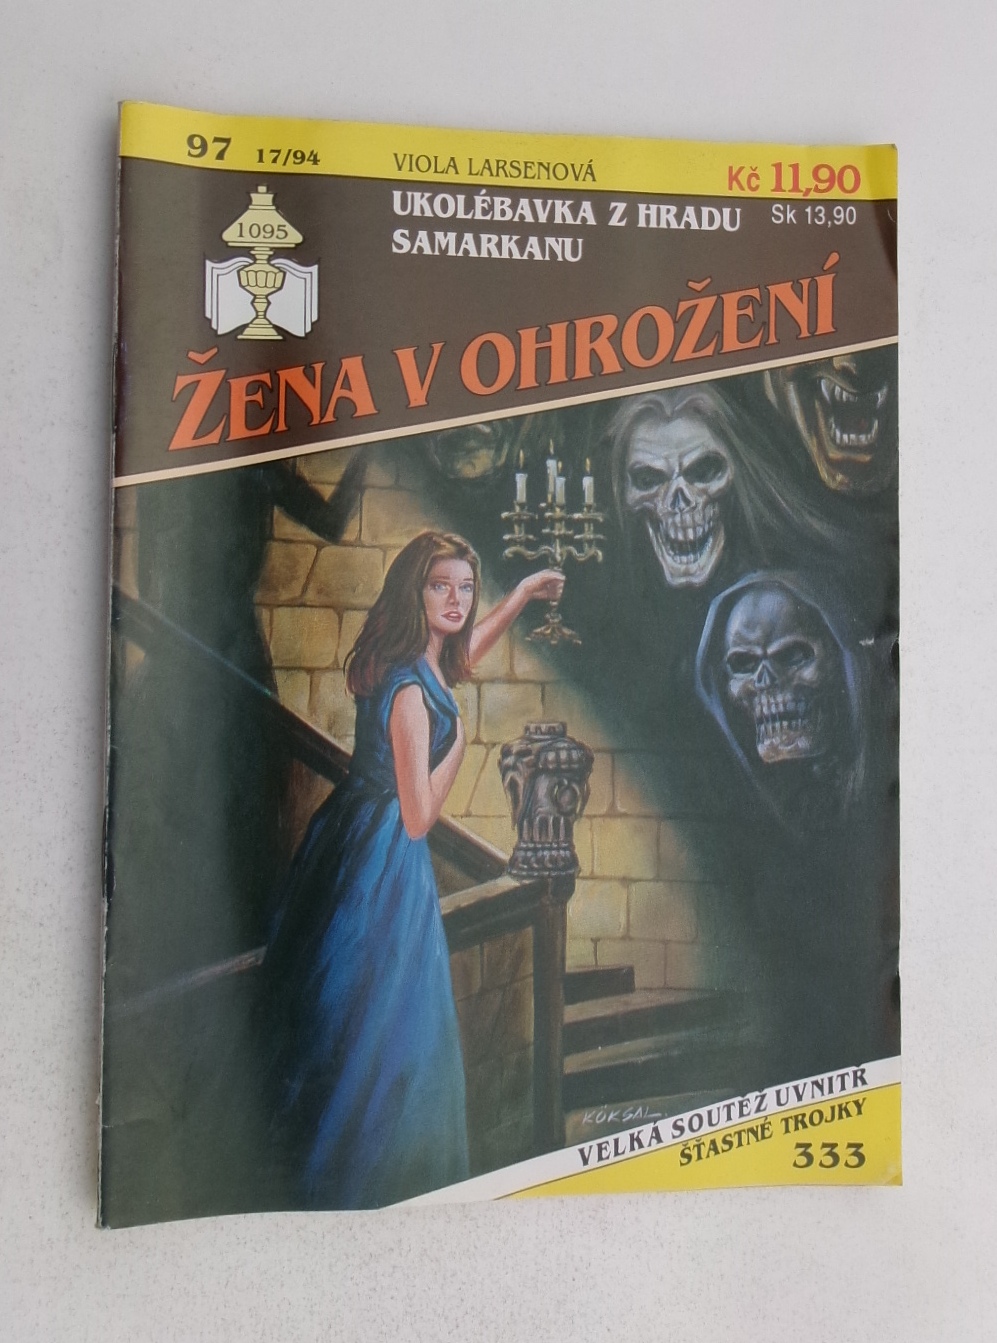 97 17/94 VIOLA LARSENOVÁ Kč 11,90
UKOLÉBAVKA Z HRADU Sk 13,90
SAMARKANU
1095
ŽENA V OHROŽENÍ
KÖKSAL.
VELKÁ SOUTĚŽ UVNITŘ
ŠŤASTNÉ TROJKY
333